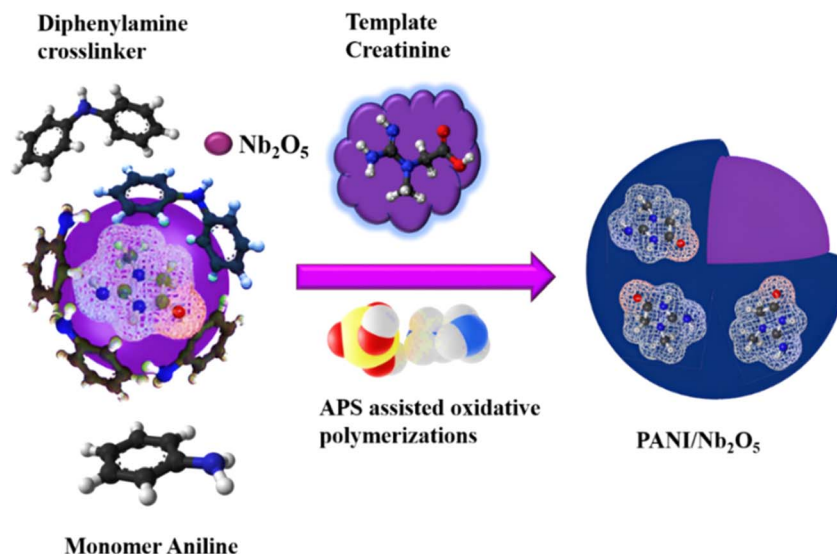 Diphenylamine
crosslinker
Nb₂O₅
Template
Creatinine
APS assisted oxidative
polymerizations
Monomer Aniline
PANI/Nb₂O₅